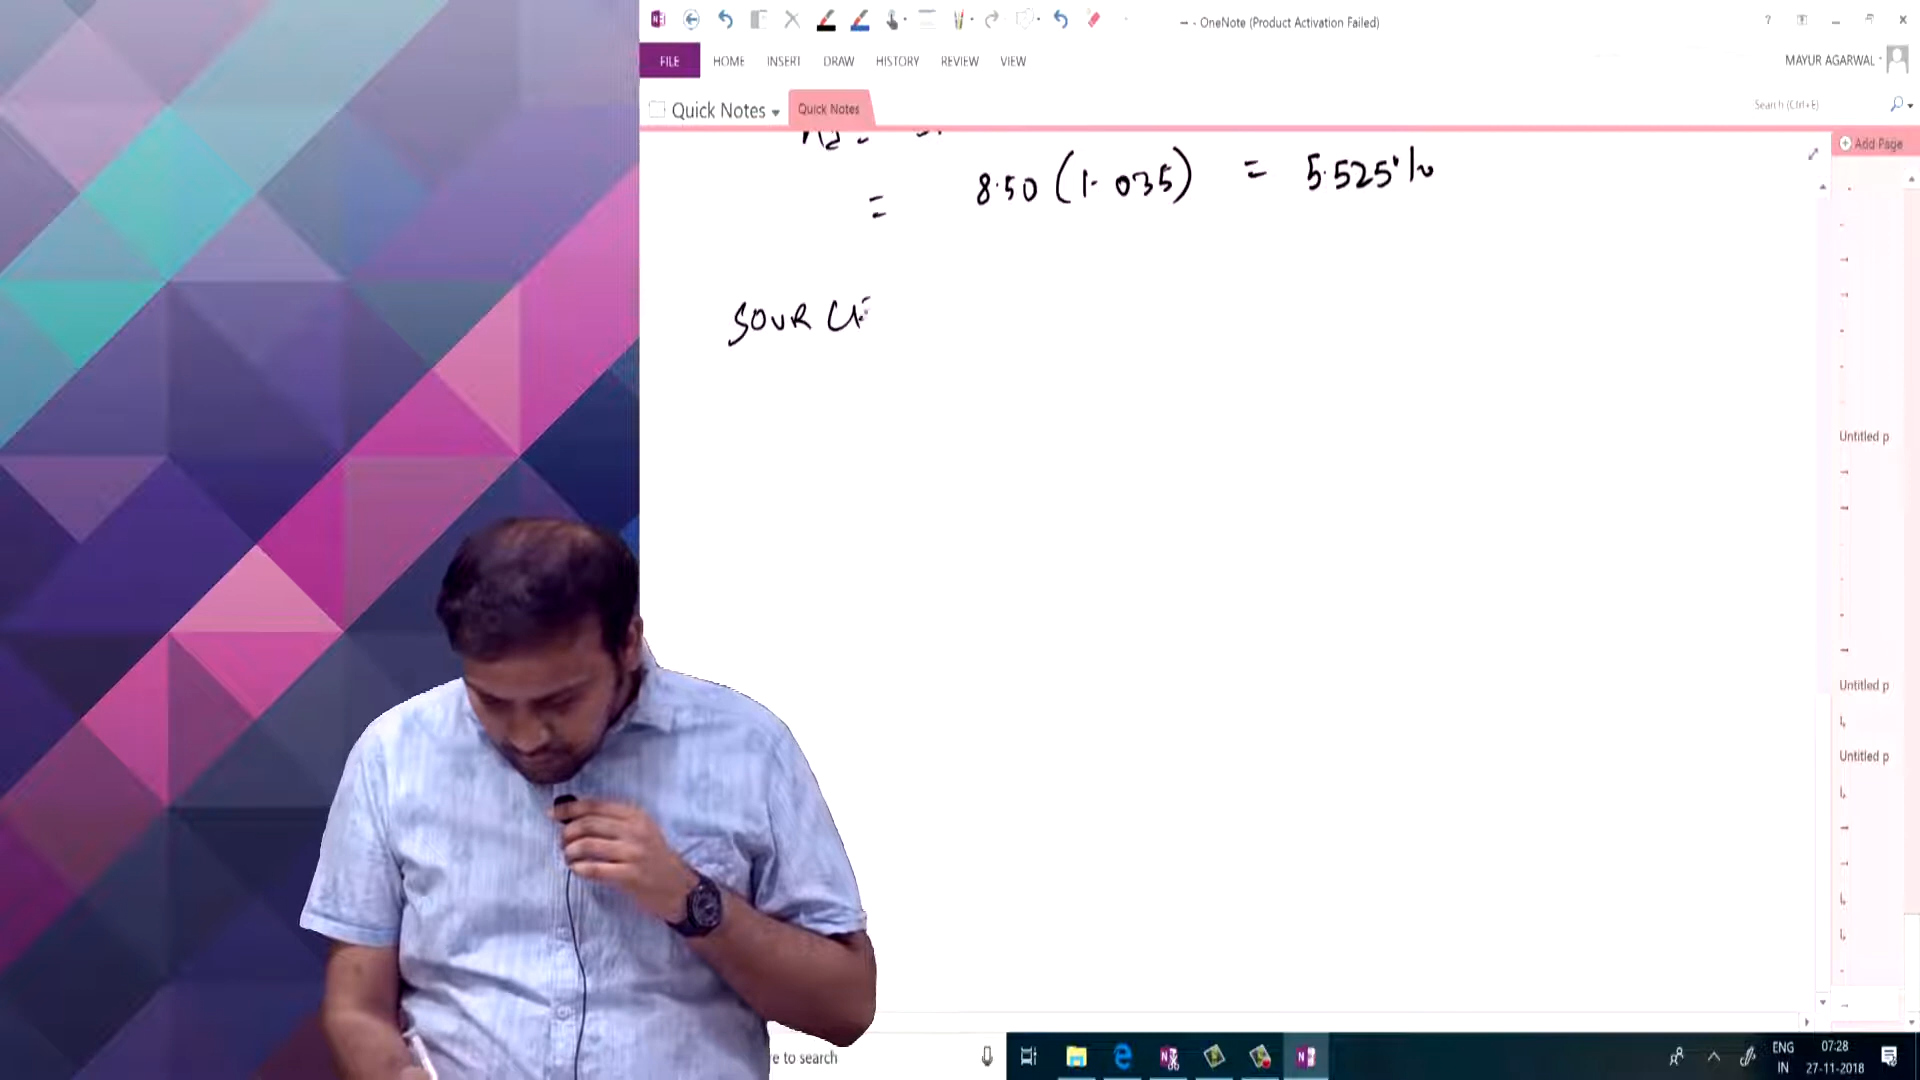 - OneNote (Product Activation Failed)
?
FILE HOME INSERT DRAW HISTORY REVIEW VIEW
MAYUR AGARWAL
Quick Notes Quick Notes
Search (Ctrl+E)
Add Page
= 8.50 (1.035) = 5.525%
SOURCE
Untitled p
Untitled p
Untitled p
re to search
ENG
IN
07:28
27-11-2018